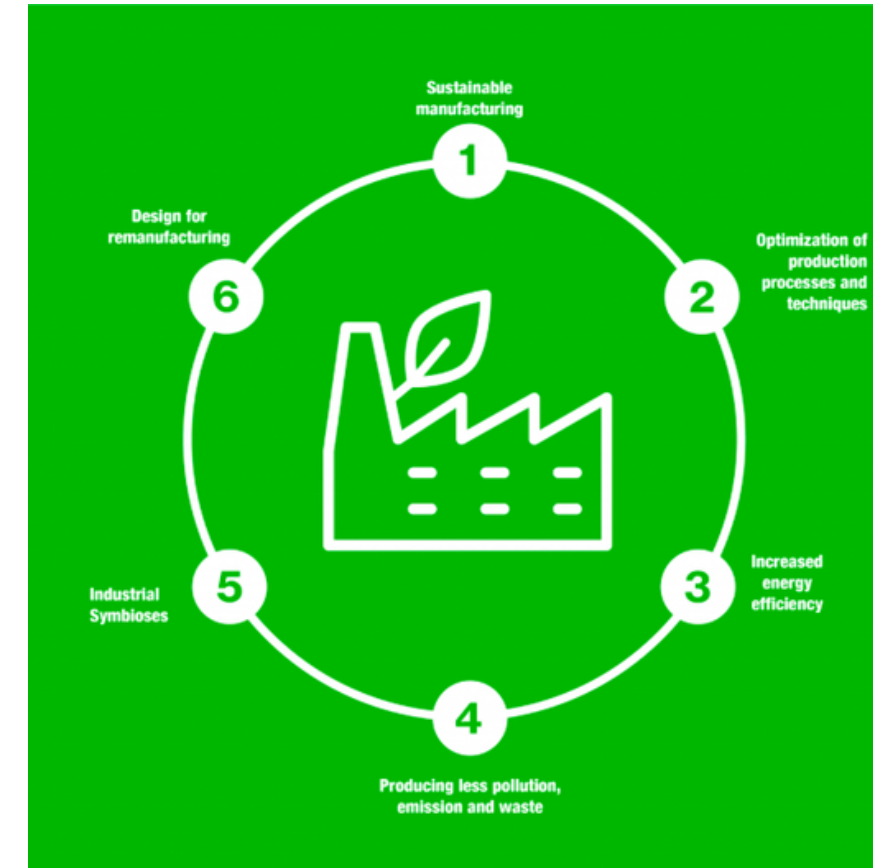 Sustainable
manufacturing
1
Optimization of
production
processes and
techniques
2
Increased
energy
efficiency
3
4
Producing less pollution,
emission and waste
5
Industrial
Symbioses
Design for
remanufacturing
6